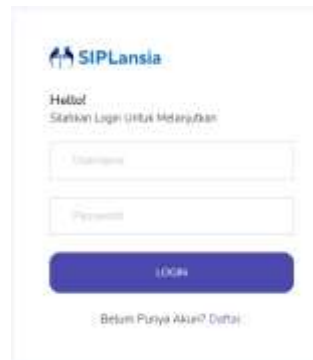 SIPLansia
Hello!
Silahkan Login Untuk Melanjutkan
Username
Password
LOGIN
Belum Punya Akun? Daftar